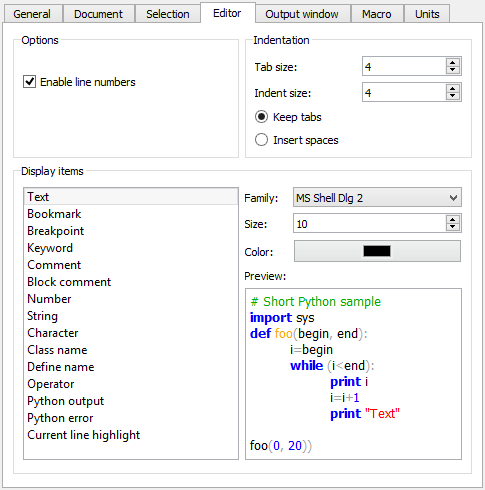 General Document Selection Editor Output window Macro Units
Options
Enable line numbers
Indentation
Tab size: 4
Indent size: 4
Keep tabs
Insert spaces
Display items
Text
Bookmark
Breakpoint
Keyword
Comment
Block comment
Number
String
Character
Class name
Define name
Operator
Python output
Python error
Current line highlight
Family: MS Shell Dlg 2
Size: 10
Color:
Preview:
# Short Python sample
import sys
def foo(begin, end):
i=begin
while (i<end):
print i
i=i+1
print "Text"
foo(0, 20))